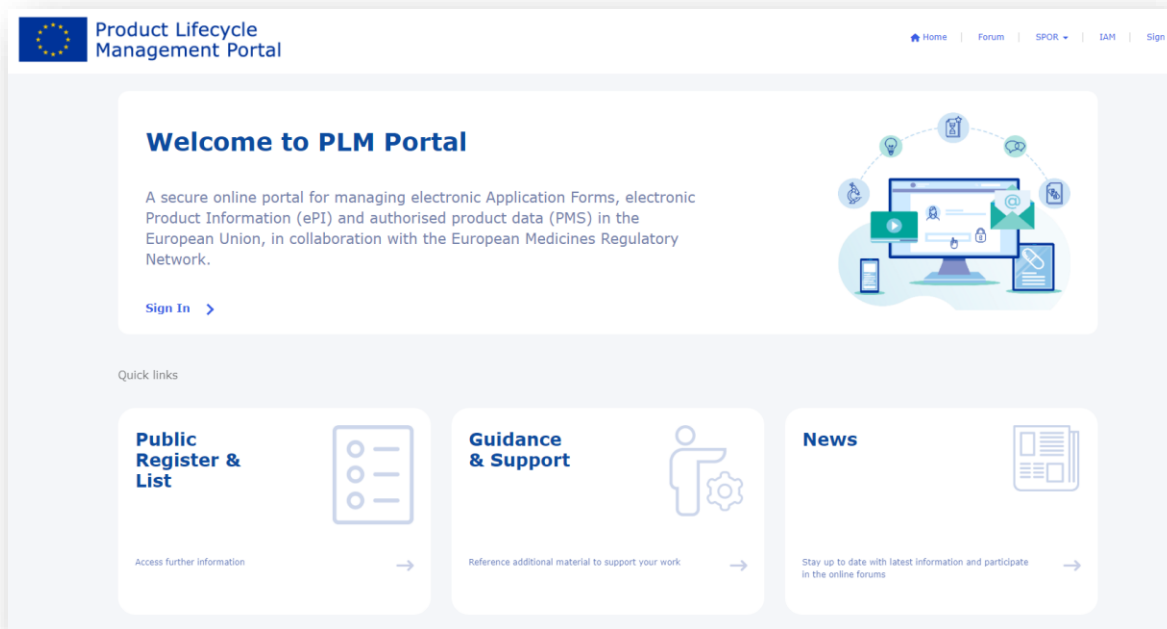 Product Lifecycle
Management Portal
Home
Forum
SPOR
IAM
Sign
Welcome to PLM Portal
A secure online portal for managing electronic Application Forms, electronic
Product Information (ePI) and authorised product data (PMS) in the
European Union, in collaboration with the European Medicines Regulatory
Network.
Sign In
Quick links
Public
Register &
List
Access further information
Guidance
& Support
Reference additional material to support your work
News
Stay up to date with latest information and participate
in the online forums